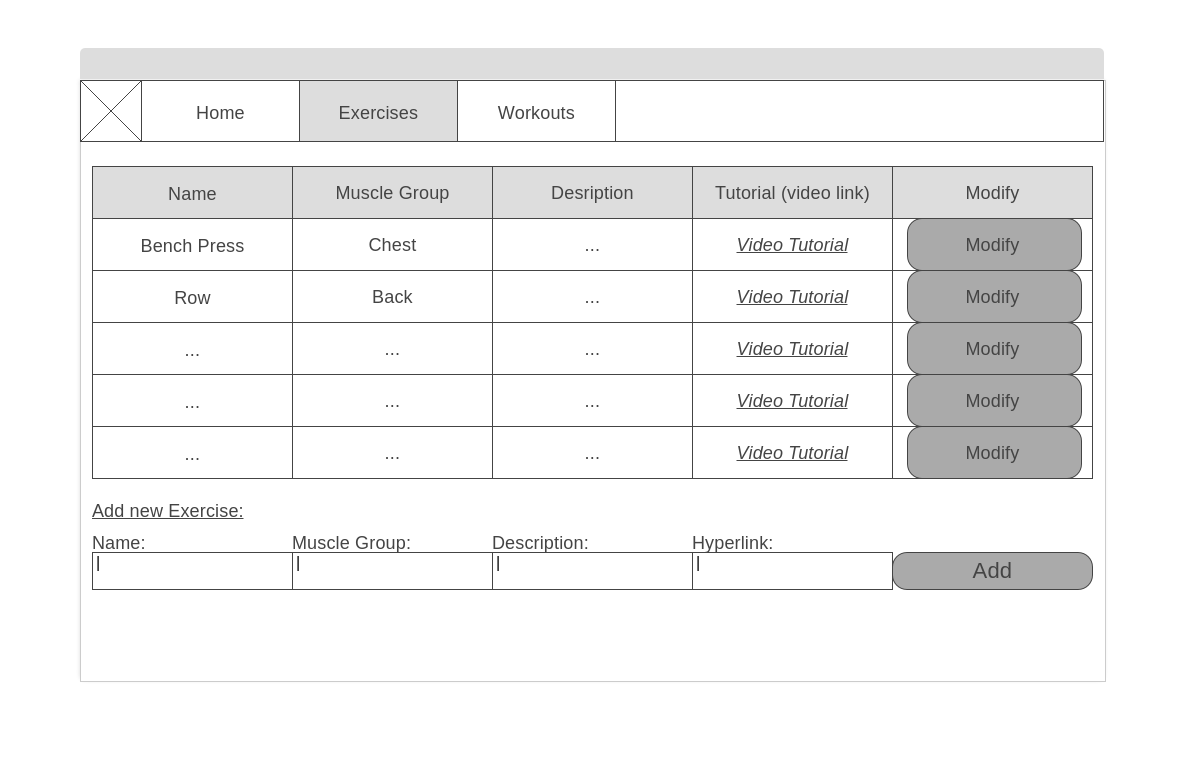 Home Exercises Workouts
Name Muscle Group Desription Tutorial (video link) Modify
Bench Press Chest ... Video Tutorial Modify
Row Back ... Video Tutorial Modify
... ... ... Video Tutorial Modify
... ... ... Video Tutorial Modify
... ... ... Video Tutorial Modify
Add new Exercise:
Name: Muscle Group: Description: Hyperlink:
Add